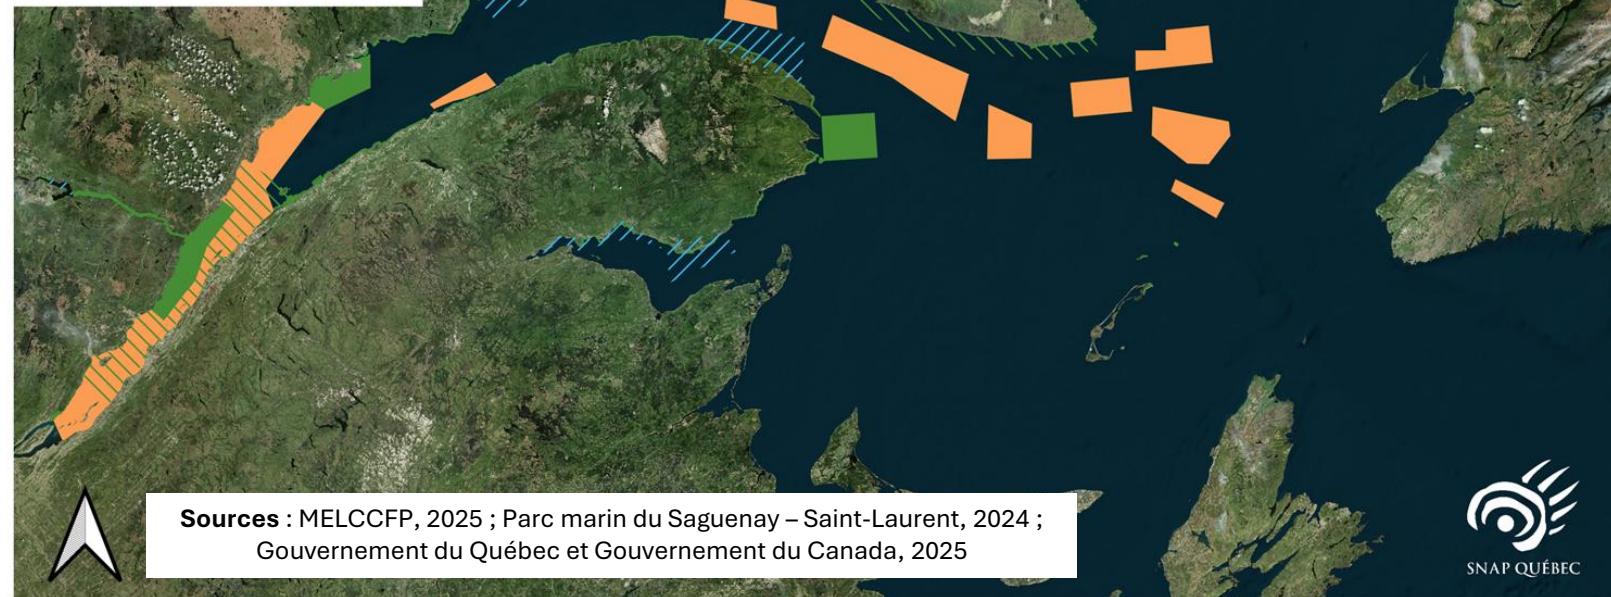 Sources : MELCCFP, 2025 ; Parc marin du Saguenay – Saint-Laurent, 2024 ;
Gouvernement du Québec et Gouvernement du Canada, 2025
SNAP QUÉBEC